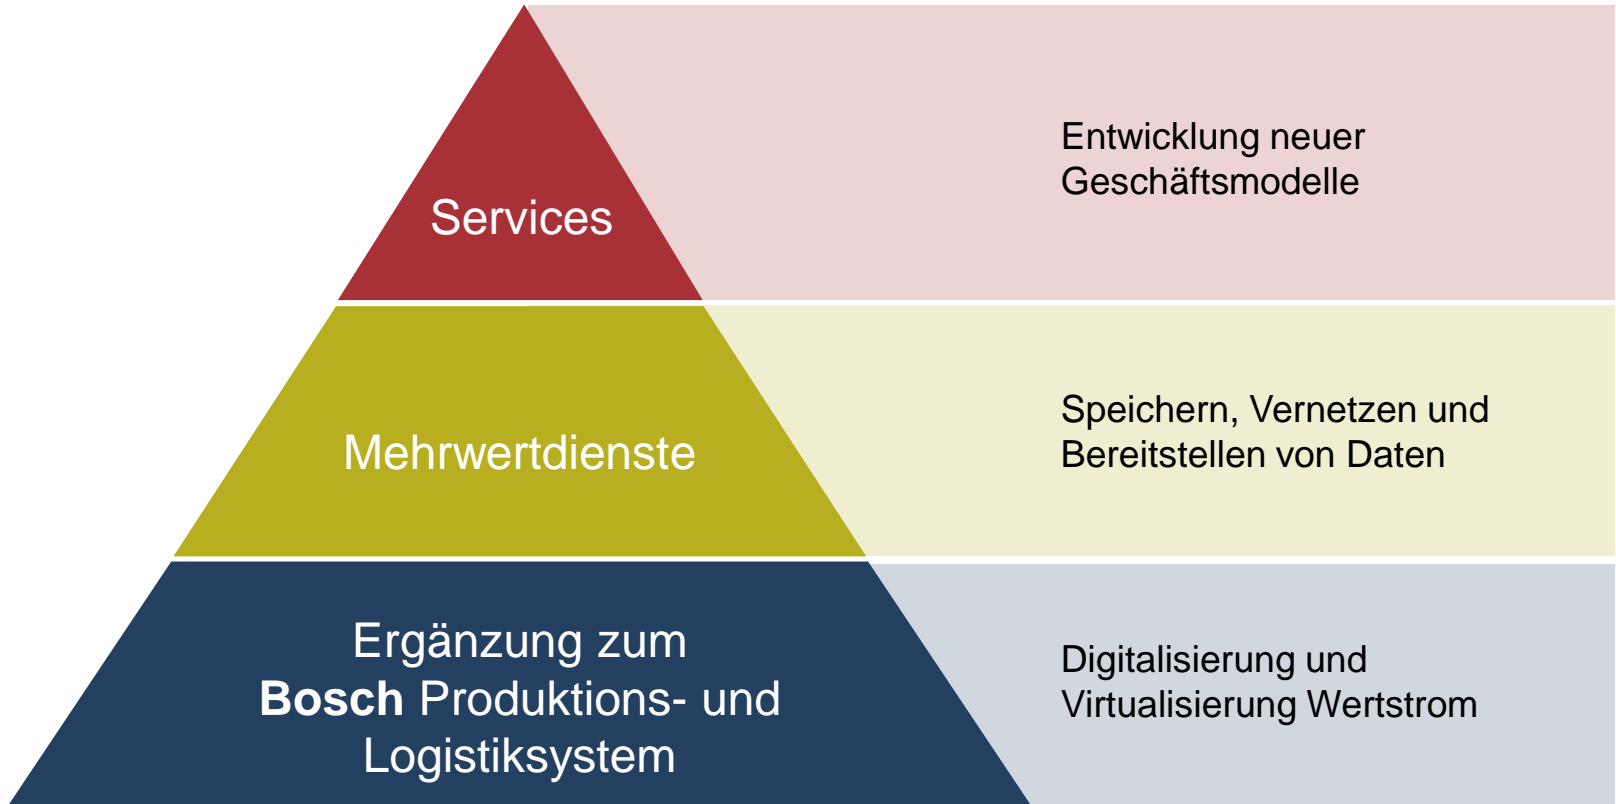 Services
Entwicklung neuer
Geschäftsmodelle
Mehrwertdienste
Speichern, Vernetzen und
Bereitstellen von Daten
Ergänzung zum
Bosch Produktions- und
Logistiksystem
Digitalisierung und
Virtualisierung Wertstrom